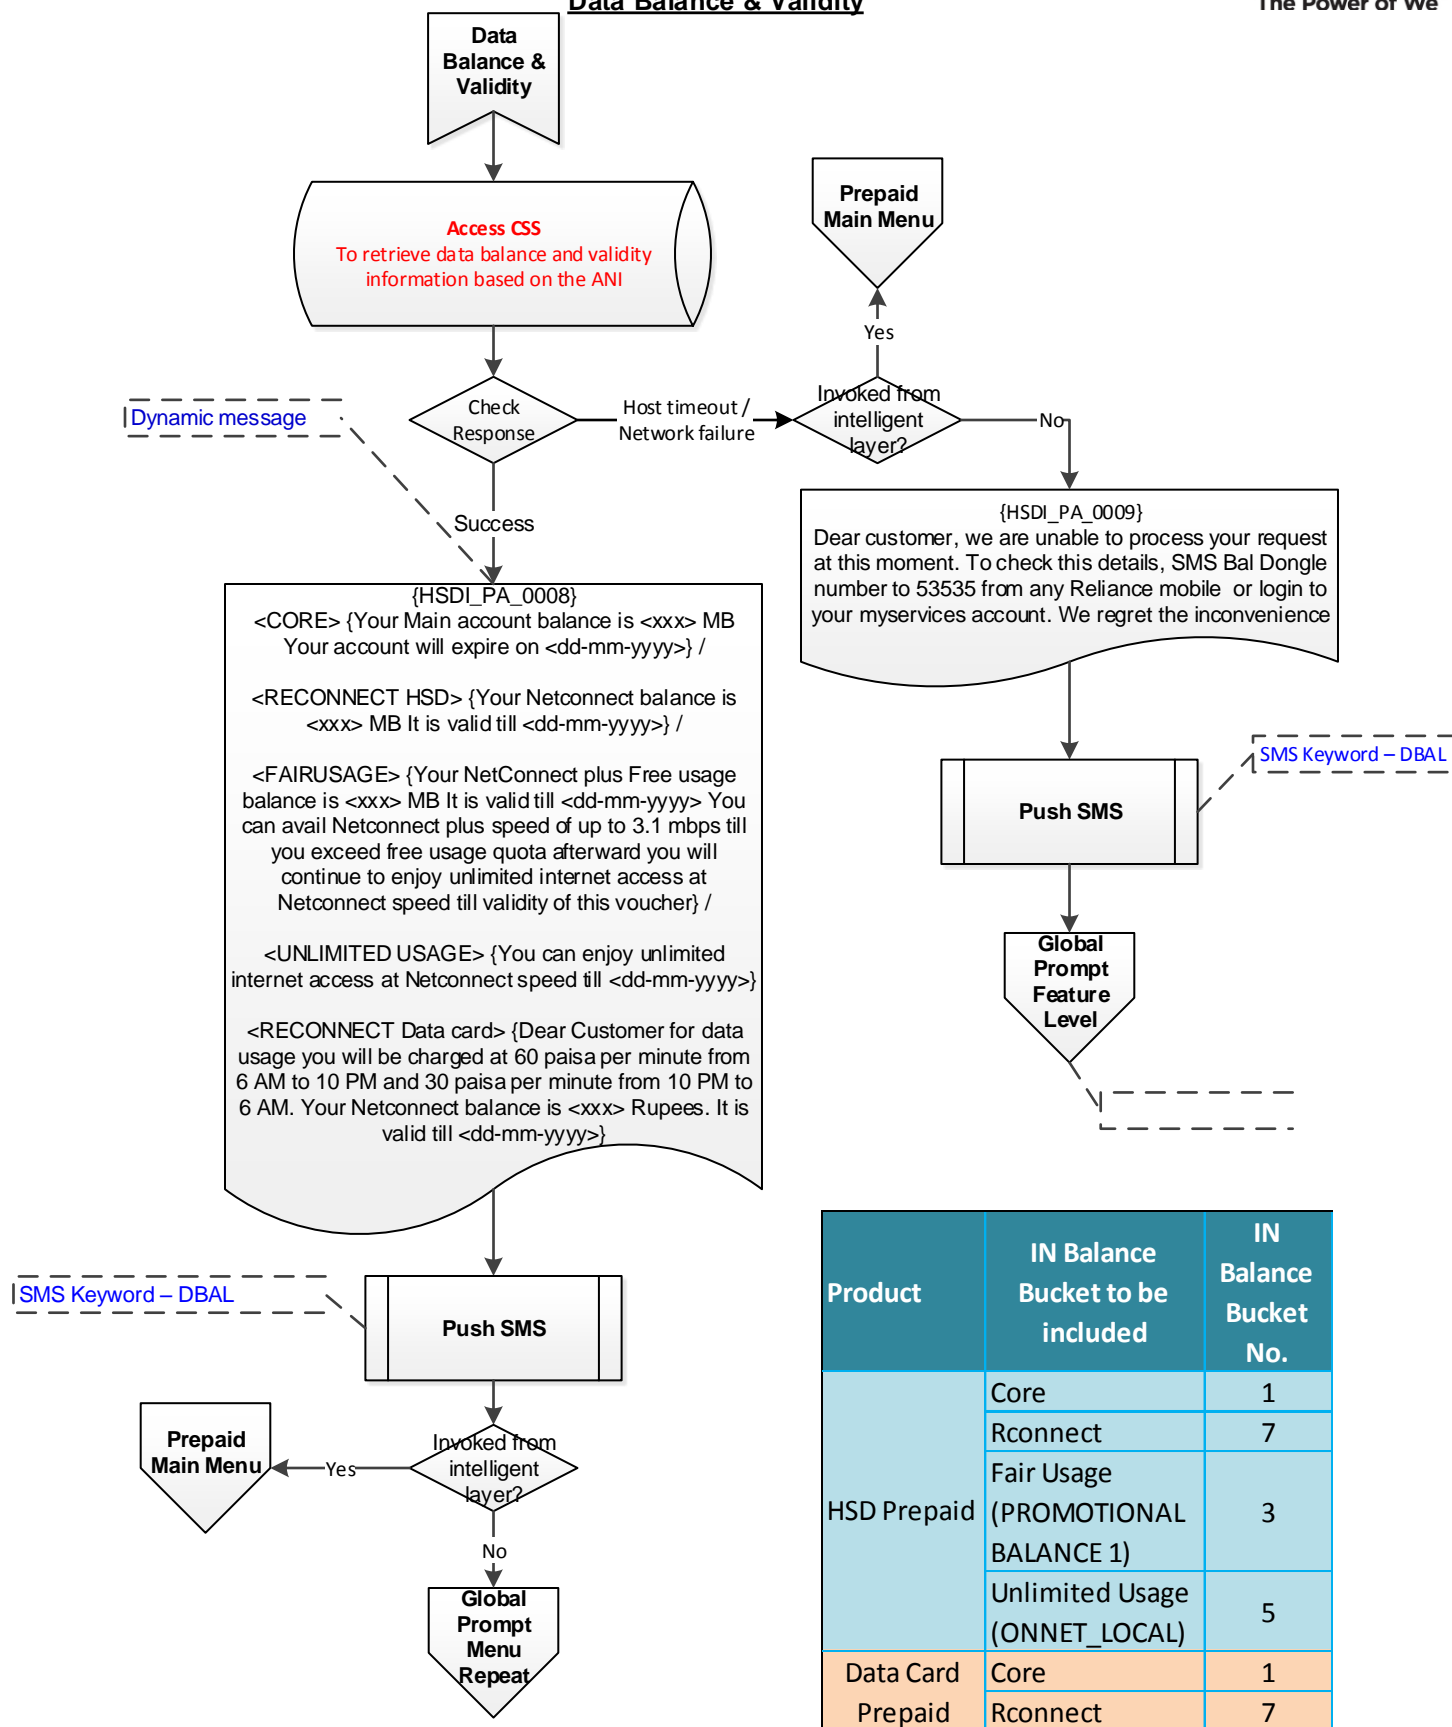 Data Balance & Validity
The Power of We
Data
Balance &
Validity
Access CSS
To retrieve data balance and validity
information based on the ANI
Prepaid
Main Menu
Yes
Dynamic message
Check
Response
Host timeout /
Network failure
Invoked from
intelligent
layer?
No
Success
{HSDI_PA_0009}
Dear customer, we are unable to process your request
at this moment. To check this details, SMS Bal Dongle
number to 53535 from any Reliance mobile or login to
your myservices account. We regret the inconvenience
{HSDI_PA_0008}
<CORE> {Your Main account balance is <xxx> MB
Your account will expire on <dd-mm-yyyy>} /
<RECONNECT HSD> {Your Netconnect balance is
<xxx> MB It is valid till <dd-mm-yyyy>} /
<FAIRUSAGE> {Your NetConnect plus Free usage
balance is <xxx> MB It is valid till <dd-mm-yyyy> You
can avail Netconnect plus speed of up to 3.1 mbps till
you exceed free usage quota afterward you will
continue to enjoy unlimited internet access at
Netconnect speed till validity of this voucher} /
<UNLIMITED USAGE> {You can enjoy unlimited
internet access at Netconnect speed till <dd-mm-yyyy>}
<RECONNECT Data card> {Dear Customer for data
usage you will be charged at 60 paisa per minute from
6 AM to 10 PM and 30 paisa per minute from 10 PM to
6 AM. Your Netconnect balance is <xxx> Rupees. It is
valid till <dd-mm-yyyy>}
SMS Keyword – DBAL
Push SMS
Global
Prompt
Feature
Level
SMS Keyword – DBAL
Push SMS
Prepaid
Main Menu
Yes
Invoked from
intelligent
layer?
No
Global
Prompt
Menu
Repeat
Product
IN Balance
Bucket to be
included
IN
Balance
Bucket
No.
HSD Prepaid
Core 1
Rconnect 7
Fair Usage
(PROMOTIONAL
BALANCE 1)
3
Unlimited Usage
(ONNET_LOCAL)
5
Data Card
Prepaid
Core 1
Rconnect 7